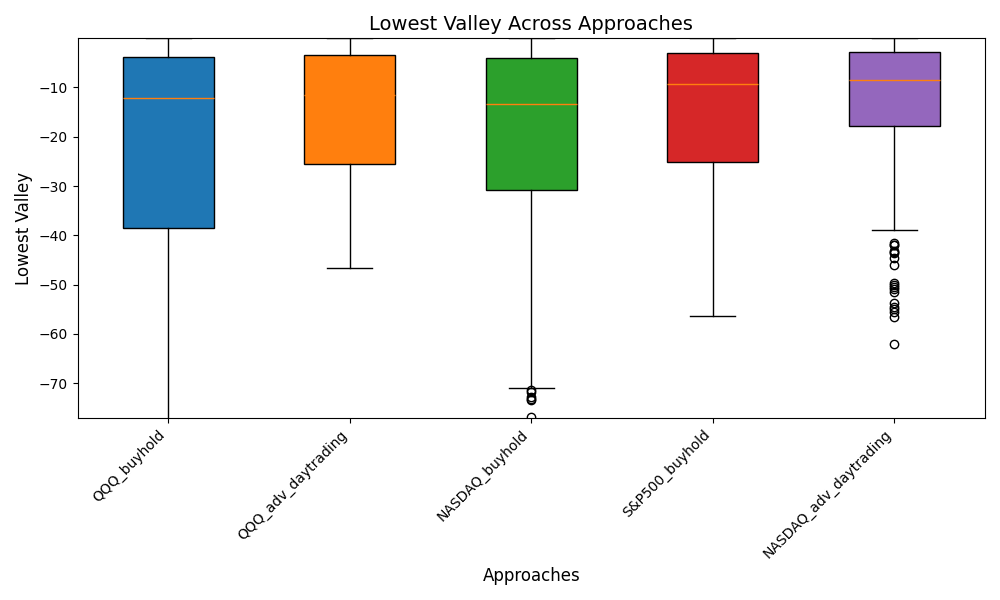 Lowest Valley Across Approaches
Lowest Valley
−10
−20
−30
−40
−50
−60
−70
QQQ_buyhold
QQQ_adv_daytrading
NASDAQ_buyhold
S&P500_buyhold
NASDAQ_adv_daytrading
Approaches